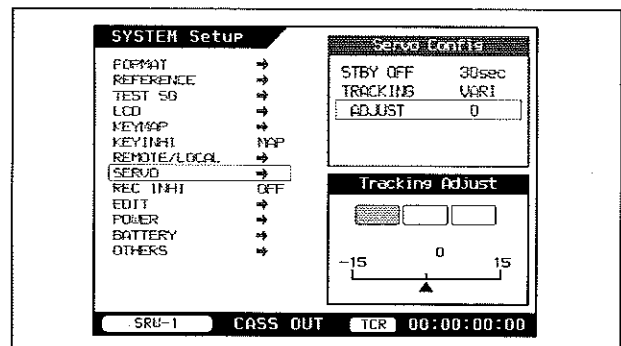 SYSTEM Setup
FORMAT
REFERENCE
TEST SG
LCD
KEYMAP
KEYINHI MAP
REMOTE/LOCAL
SERVO
REC INHI OFF
EDIT
POWER
BATTERY
OTHERS
Servo Config
STBY OFF 30sec
TRACKING VARI
ADJUST 0
Tracking Adjust
-15 0 15
SRW-1 CASS OUT TCR 00:00:00:00